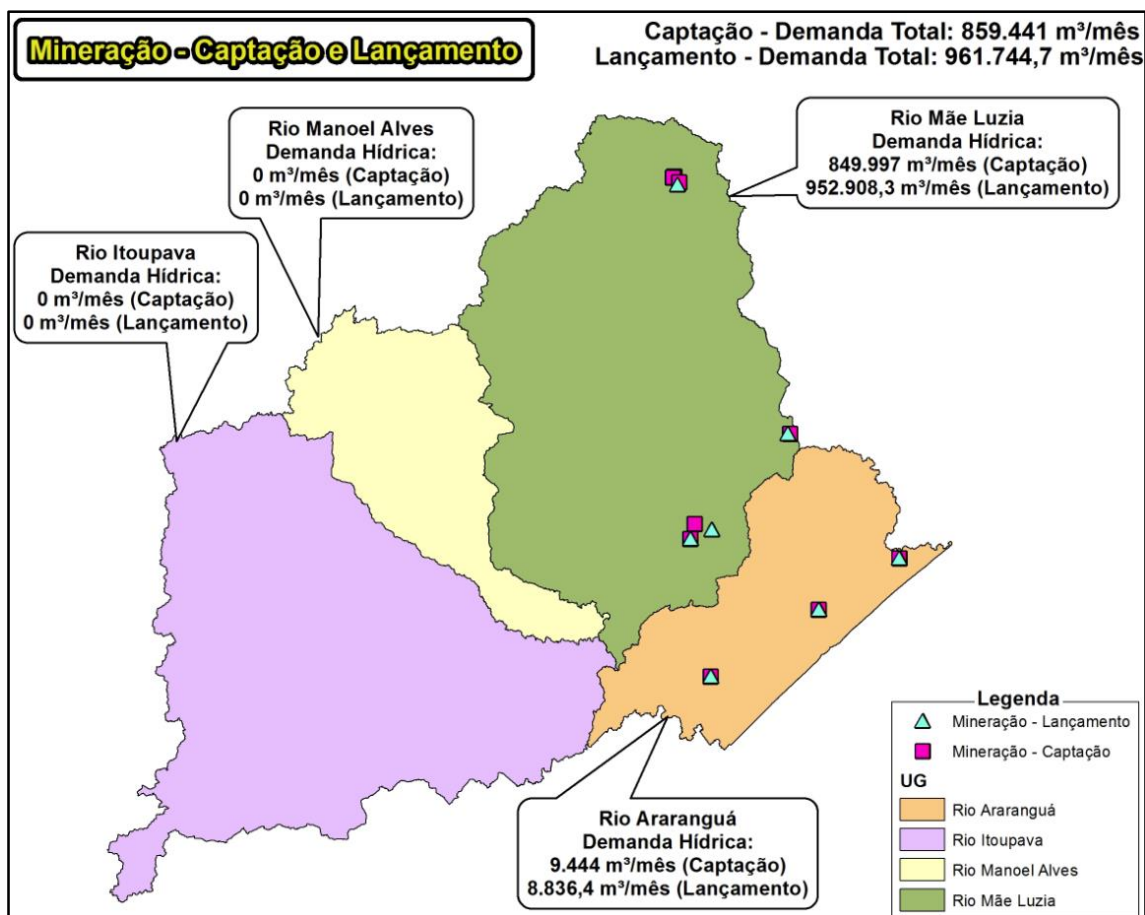 Mineração - Captação e Lançamento
Captação - Demanda Total: 859.441 m³/mês
Lançamento - Demanda Total: 961.744,7 m³/mês
Rio Manoel Alves
Demanda Hídrica:
0 m³/mês (Captação)
0 m³/mês (Lançamento)
Rio Mãe Luzia
Demanda Hídrica:
849.997 m³/mês (Captação)
952.908,3 m³/mês (Lançamento)
Rio Itoupava
Demanda Hídrica:
0 m³/mês (Captação)
0 m³/mês (Lançamento)
Rio Araranguá
Demanda Hídrica:
9.444 m³/mês (Captação)
8.836,4 m³/mês (Lançamento)
Legenda
Mineração - Lançamento
Mineração - Captação
UG
Rio Araranguá
Rio Itoupava
Rio Manoel Alves
Rio Mãe Luzia